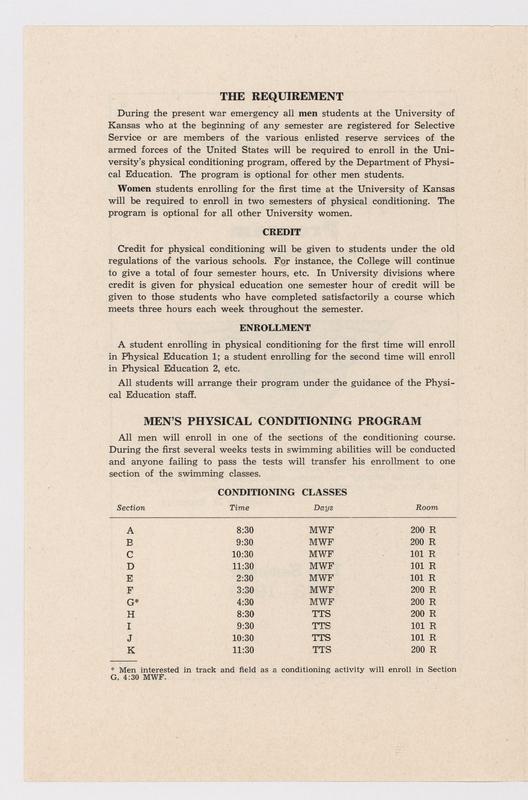 THE REQUIREMENT
During the present war emergency all men students at the University of
Kansas who at the beginning of any semester are registered for Selective
Service or are members of the various enlisted reserve services of the
armed forces of the United States will be required to enroll in the Uni-
versity's physical conditioning program, offered by the Department of Physi-
cal Education. The program is optional for other men students.
Women students enrolling for the first time at the University of Kansas
will be required to enroll in two semesters of physical conditioning. The
program is optional for all other University women.
CREDIT
Credit for physical conditioning will be given to students under the old
regulations of the various schools. For instance, the College will continue
to give a total of four semester hours, etc. In University divisions where
credit is given for physical education one semester hour of credit will be
given to those students who have completed satisfactorily a course which
meets three hours each week throughout the semester.
ENROLLMENT
A student enrolling in physical conditioning for the first time will enroll
in Physical Education 1; a student enrolling for the second time will enroll
in Physical Education 2, etc.
All students will arrange their program under the guidance of the Physi-
cal Education staff.
MEN'S PHYSICAL CONDITIONING PROGRAM
All men will enroll in one of the sections of the conditioning course.
During the first several weeks tests in swimming abilities will be conducted
and anyone failing to pass the tests will transfer his enrollment to one
section of the swimming classes.
CONDITIONING CLASSES
Section Time Days Room
A 8:30 MWF 200 R
B 9:30 MWF 200 R
C 10:30 MWF 101 R
D 11:30 MWF 101 R
E 2:30 MWF 101 R
F 3:30 MWF 200 R
G* 4:30 MWF 200 R
H 8:30 TTS 200 R
I 9:30 TTS 101 R
J 10:30 TTS 101 R
K 11:30 TTS 200 R
* Men interested in track and field as a conditioning activity will enroll in Section
G, 4:30 MWF.